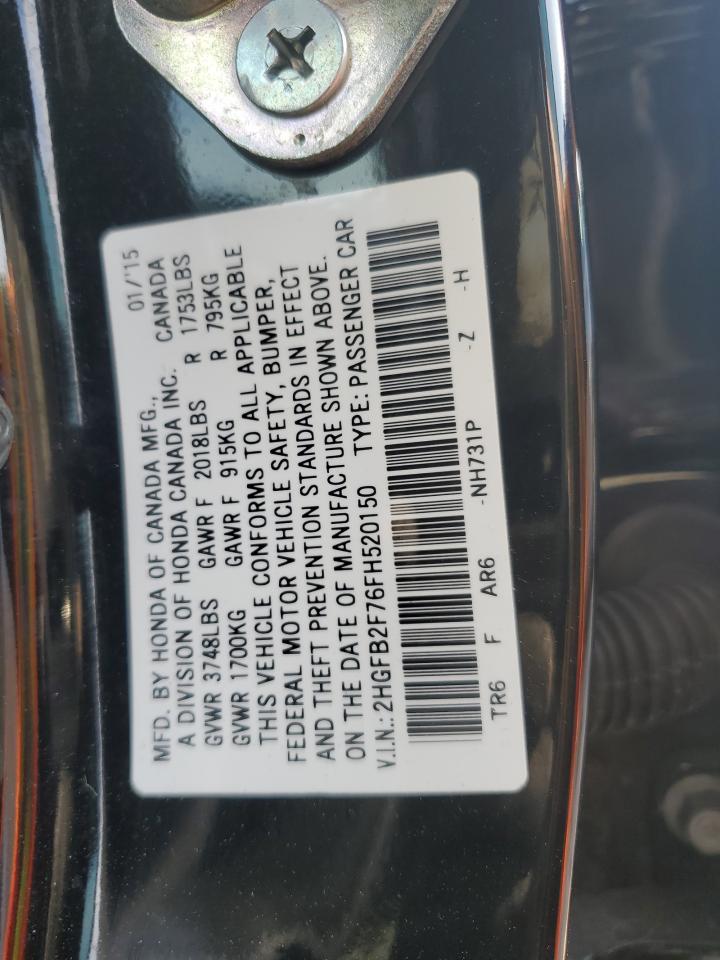 MFD. BY HONDA OF CANADA MFG., 01/'15
A DIVISION OF HONDA CANADA INC. CANADA
GVWR 3748LBS GAWR F 2018LBS R 1753LBS
GVWR 1700KG GAWR F 915KG R 795KG
THIS VEHICLE CONFORMS TO ALL APPLICABLE
FEDERAL MOTOR VEHICLE SAFETY, BUMPER,
AND THEFT PREVENTION STANDARDS IN EFFECT
ON THE DATE OF MANUFACTURE SHOWN ABOVE.
V.I.N.: 2HGFB2F76FH520150 TYPE: PASSENGER CAR
TR6 F AR6 -NH731P -Z -H